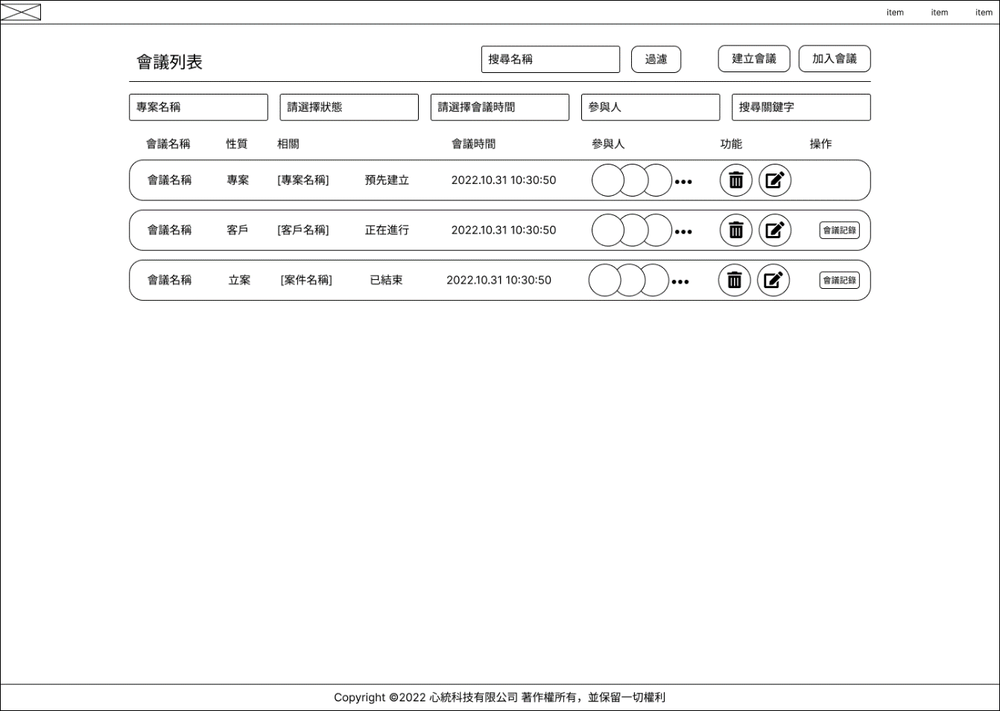 item item item
會議列表 搜尋名稱 過濾 建立會議 加入會議
專案名稱 請選擇狀態 請選擇會議時間 參與人 搜尋關鍵字
會議名稱 性質 相關 會議時間 參與人 功能 操作
會議名稱 專案 [專案名稱] 預先建立 2022.10.31 10:30:50
會議名稱 客戶 [客戶名稱] 正在進行 2022.10.31 10:30:50 會議記錄
會議名稱 立案 [案件名稱] 已結束 2022.10.31 10:30:50 會議記錄
Copyright ©2022 心統科技有限公司 著作權所有，並保留一切權利